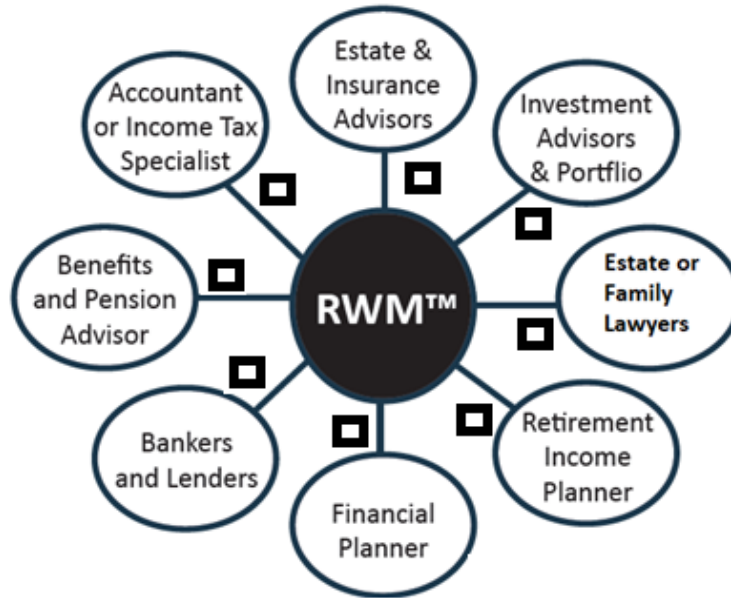 Estate &
Insurance
Advisors
Accountant
or Income Tax
Specialist
Investment
Advisors
& Portflio
Benefits
and Pension
Advisor
RWM™
Estate or
Family
Lawyers
Bankers
and Lenders
Financial
Planner
Retirement
Income
Planner